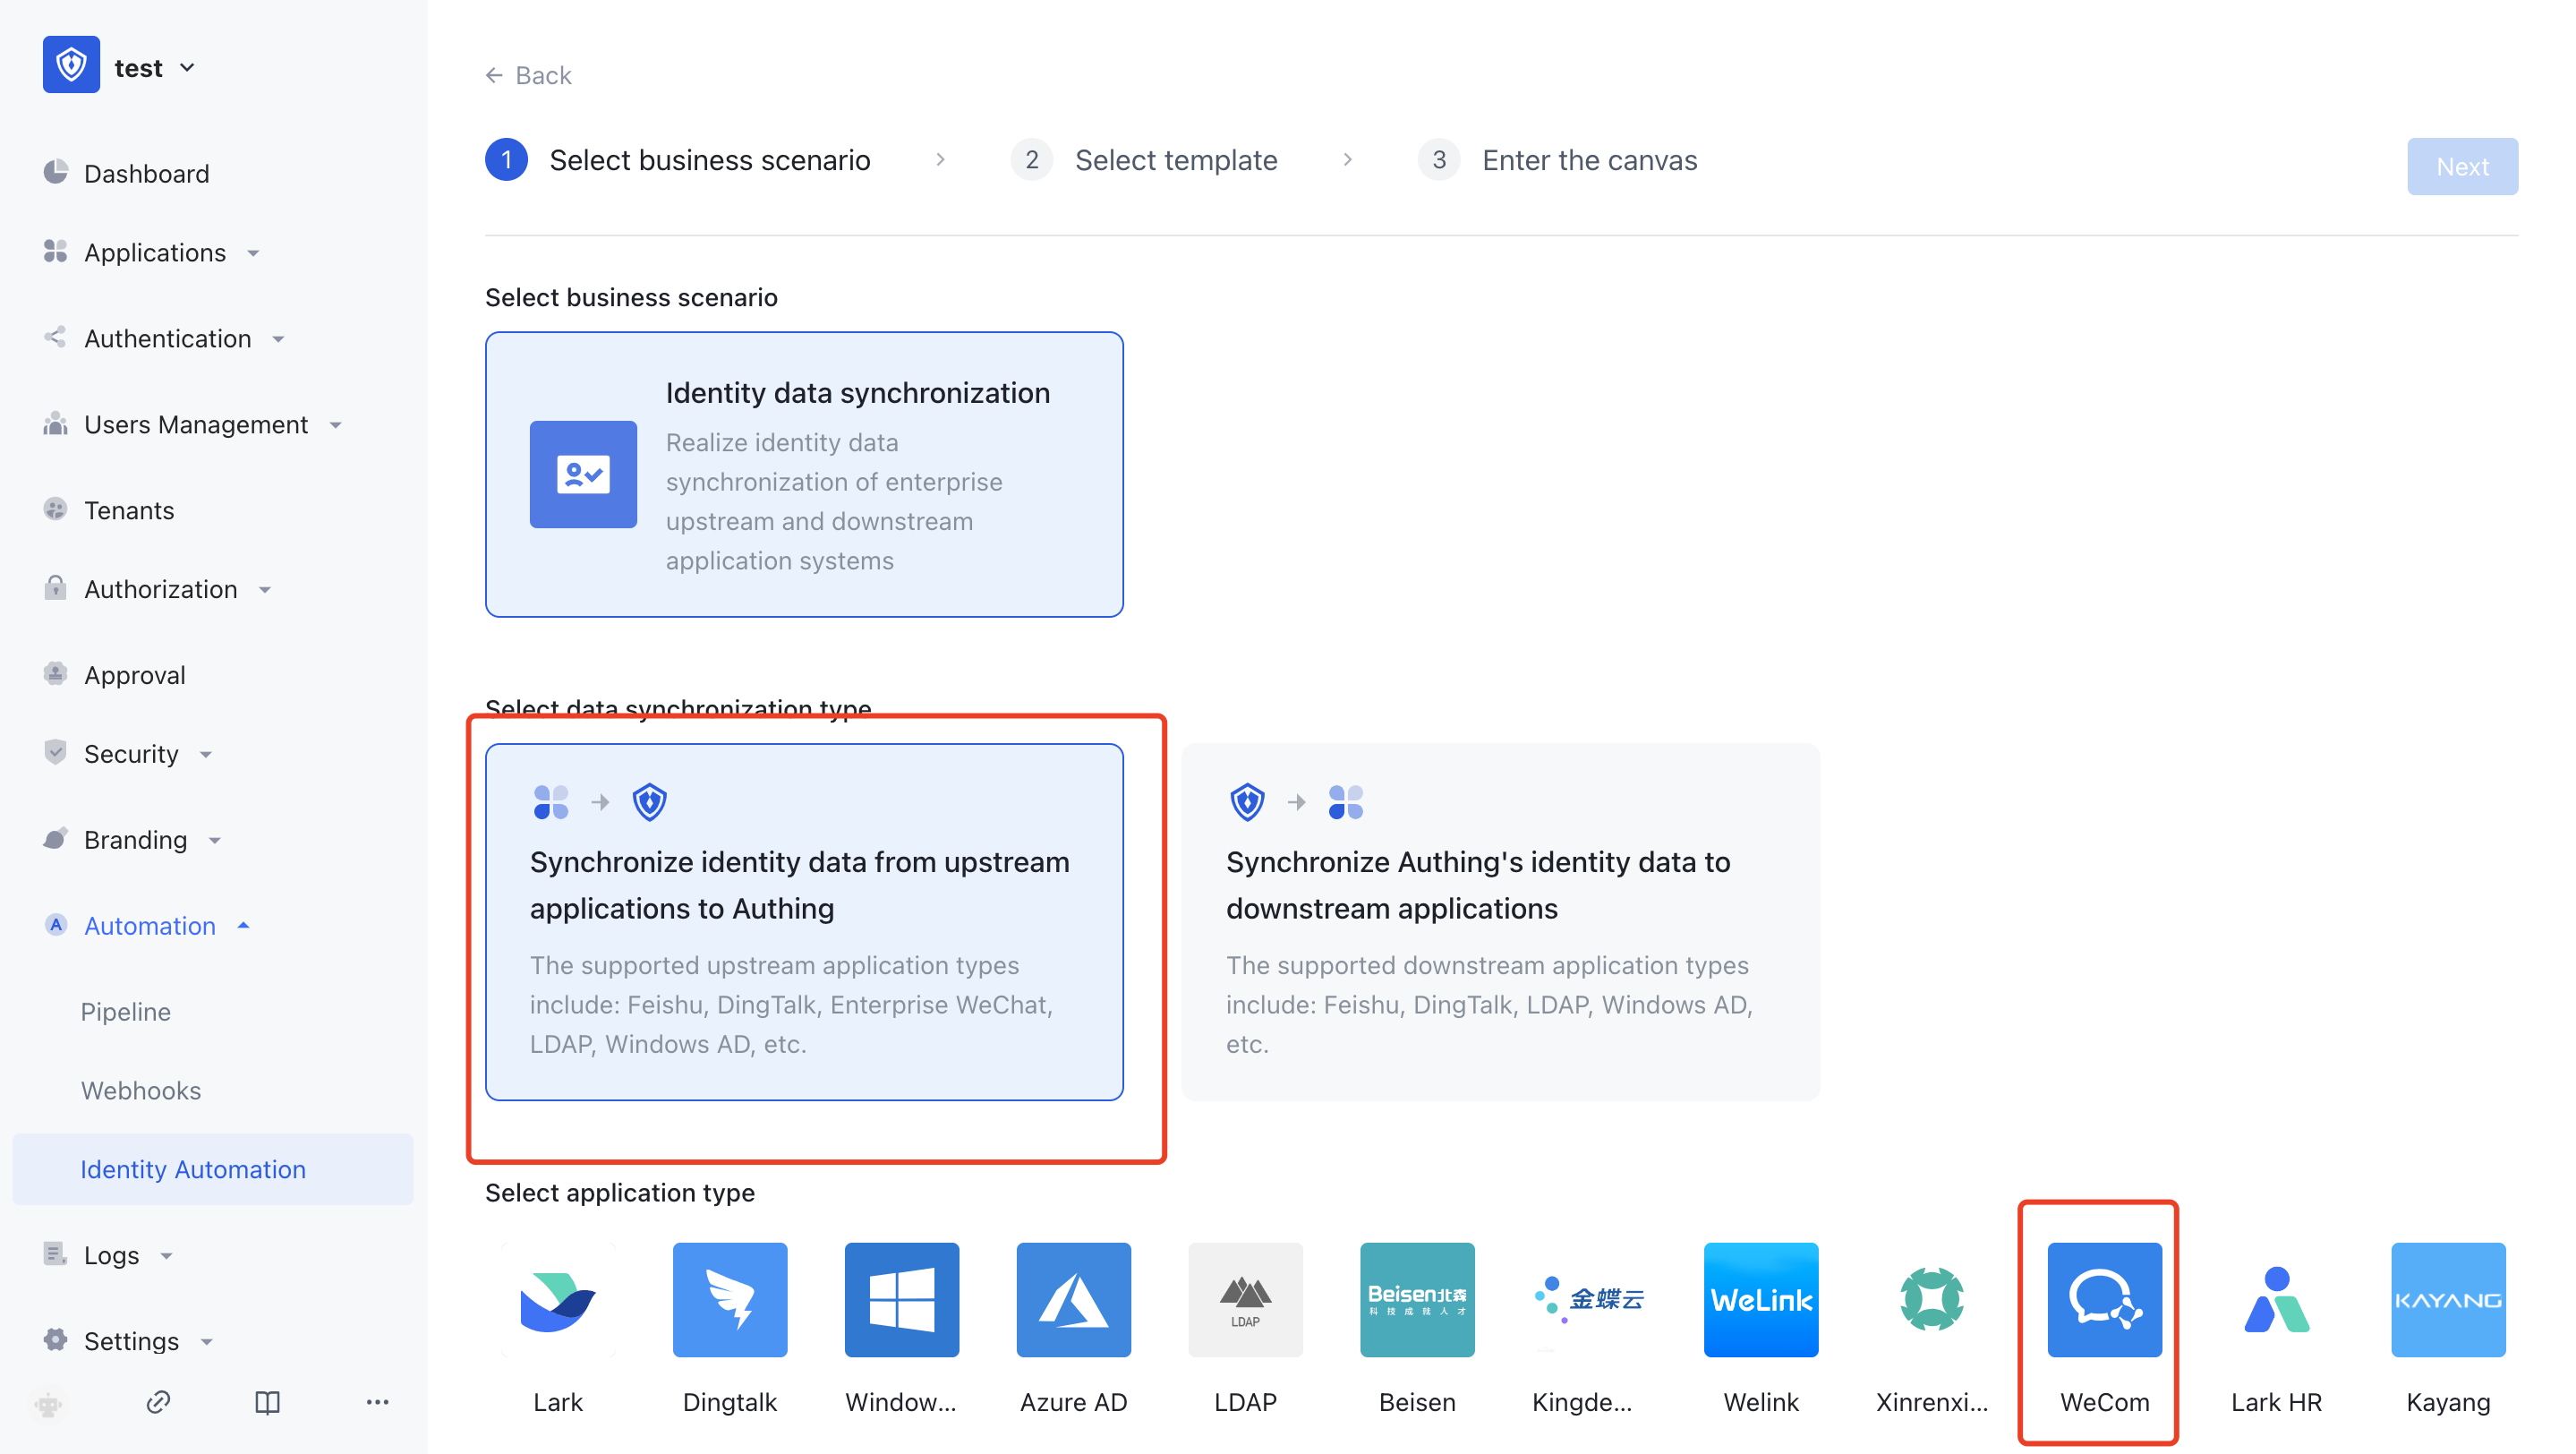 test
Dashboard
Applications
Authentication
Users Management
Tenants
Authorization
Approval
Security
Branding
A Automation
Pipeline
Webhooks
Identity Automation
Logs
Settings
Back
1 Select business scenario
2 Select template
3 Enter the canvas
Next
Select business scenario
Identity data synchronization
Realize identity data
synchronization of enterprise
upstream and downstream
application systems
Select data synchronization type
Synchronize identity data from upstream
applications to Authing
The supported upstream application types
include: Feishu, DingTalk, Enterprise WeChat,
LDAP, Windows AD, etc.
Synchronize Authing's identity data to
downstream applications
The supported downstream application types
include: Feishu, DingTalk, LDAP, Windows AD,
etc.
Select application type
Lark
Dingtalk
Window...
Azure AD
LDAP
LDAP
Beisen北森
科技成就人才
Beisen
金蝶云
Kingde...
WeLink
Welink
Xinrenxi...
WeCom
Lark HR
KAYANG
Kayang